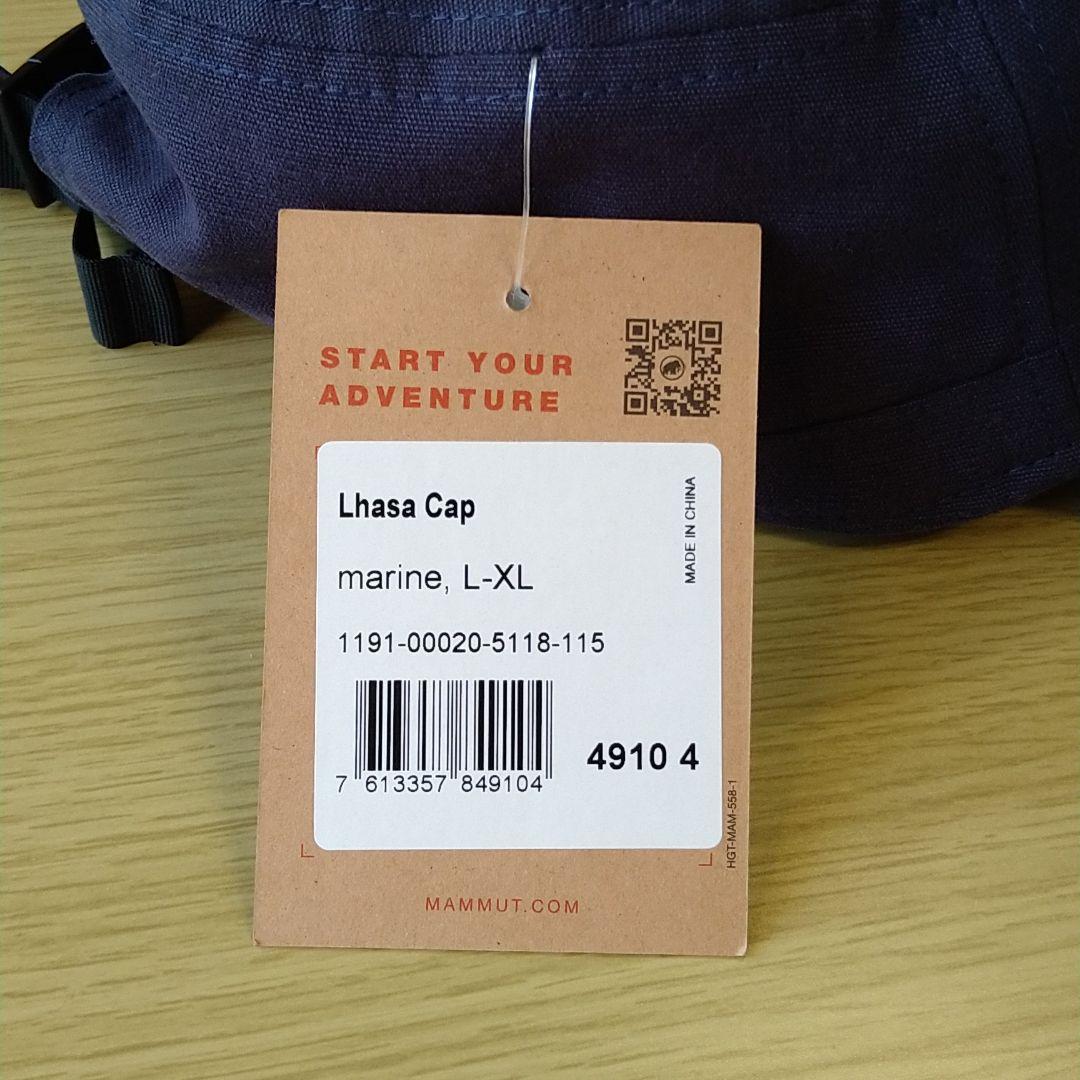 START YOUR
ADVENTURE
Lhasa Cap
MADE IN CHINA
marine, L-XL
1191-00020-5118-115
4910 4
7 613357 849104
HGT-MAM-558-1
MAMMUT.COM